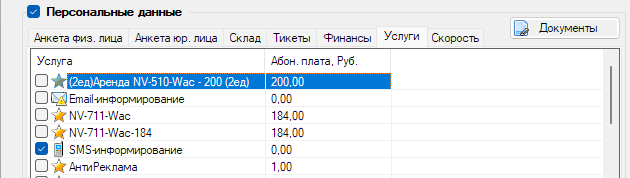 Персональные данные
Документы
Анкета физ. лица Анкета юр. лица Склад Тикеты Финансы Услуги Скорость
Услуга Абон. плата, Руб.
(2ед)Аренда NV-510-Wac - 200 (2ед) 200,00
Email-информирование 0,00
NV-711-Wac 184,00
NV-711-Wac-184 184,00
SMS-информирование 0,00
АнтиРеклама 1,00